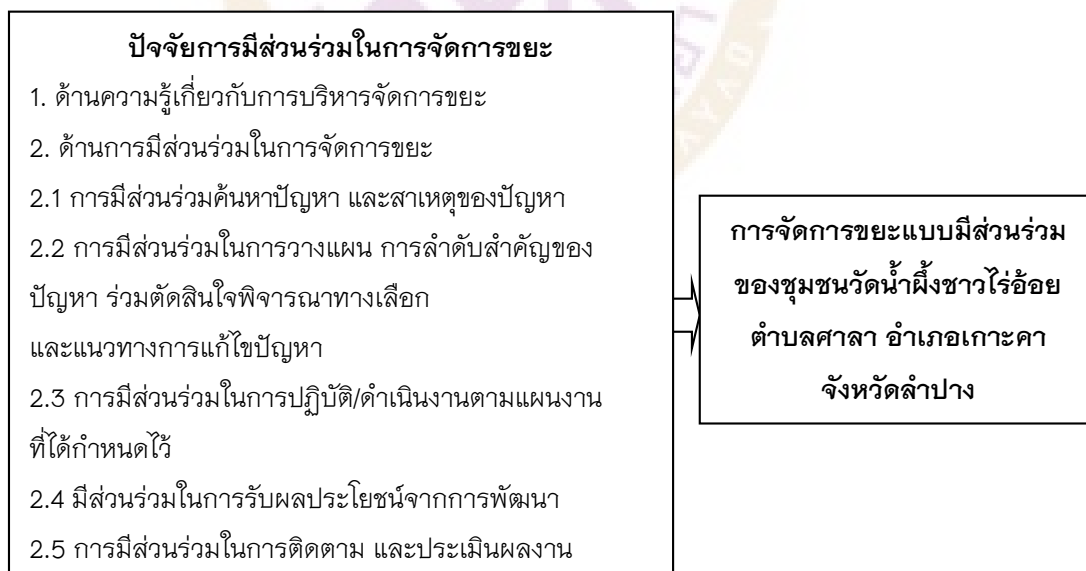 ปัจจัยการมีส่วนร่วมในการจัดการขยะ
1. ด้านความรู้เกี่ยวกับการบริหารจัดการขยะ
2. ด้านการมีส่วนร่วมในการจัดการขยะ
2.1 การมีส่วนร่วมค้นหาปัญหา และสาเหตุของปัญหา
2.2 การมีส่วนร่วมในการวางแผน การลำดับสำคัญของ
ปัญหา ร่วมตัดสินใจพิจารณาทางเลือก
และแนวทางการแก้ไขปัญหา
2.3 การมีส่วนร่วมในการปฏิบัติ/ดำเนินงานตามแผนงาน
ที่ได้กำหนดไว้
2.4 มีส่วนร่วมในการรับผลประโยชน์จากการพัฒนา
2.5 การมีส่วนร่วมในการติดตาม และประเมินผลงาน
การจัดการขยะแบบมีส่วนร่วม
ของชุมชนวัดน้ำผึ้งชาวไร่อ้อย
ตำบลศาลา อำเภอเกาะคา
จังหวัดลำปาง